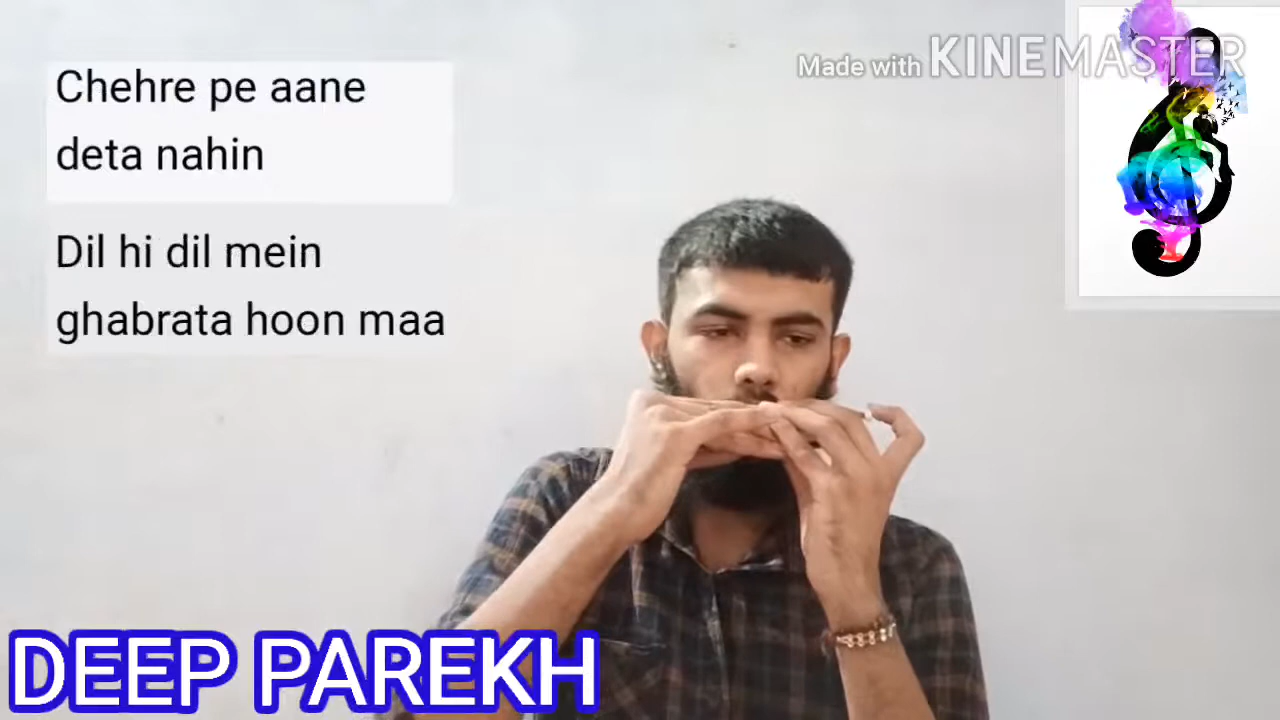 Made with KINEMASTER
Chehre pe aane
deta nahin
Dil hi dil mein
ghabrata hoon maa
DEEP PAREKH